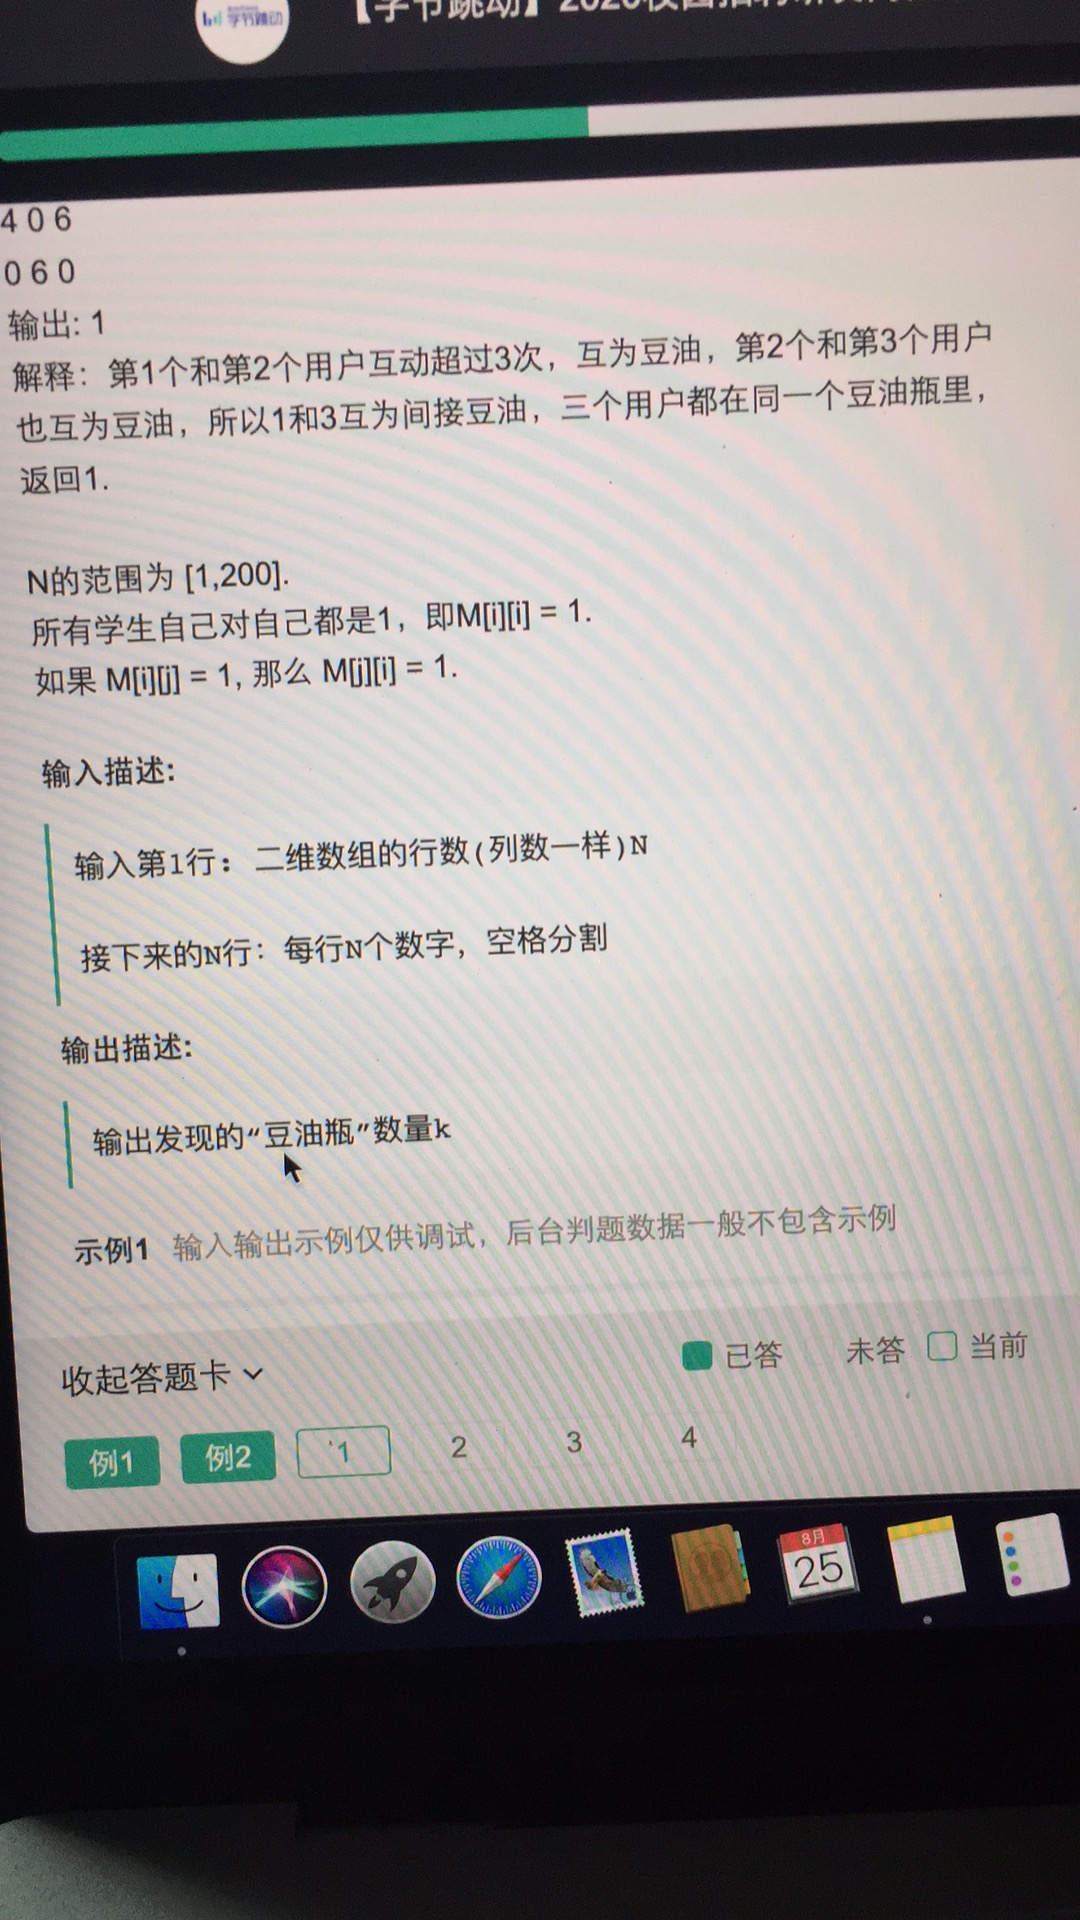 字节跳动
【字节跳动】2020校园招聘
4 0 6
0 6 0
输出: 1
解释：第1个和第2个用户互动超过3次，互为豆油，第2个和第3个用户
也互为豆油，所以1和3互为间接豆油，三个用户都在同一个豆油瓶里，
返回1.
N的范围为 [1,200].
所有学生自己对自己都是1，即M[i][i] = 1.
如果 M[i][j] = 1, 那么 M[j][i] = 1.
输入描述:
输入第1行：二维数组的行数(列数一样)N
接下来的N行：每行N个数字，空格分割
输出描述:
输出发现的“豆油瓶”数量k
示例1 输入输出示例仅供调试，后台判题数据一般不包含示例
收起答题卡 已答 未答 当前
例1 例2 1 2 3 4
8月
25